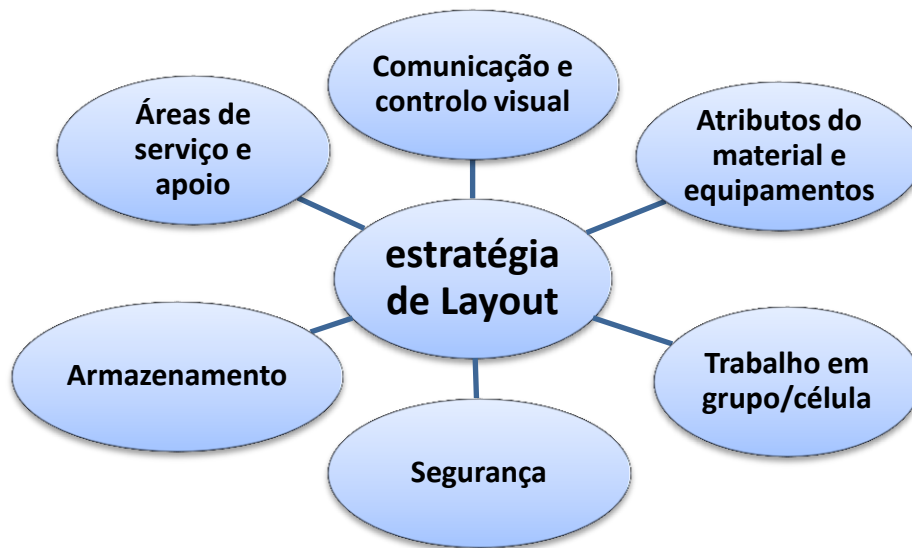 Comunicação e
controlo visual
Áreas de
serviço e
apoio
Atributos do
material e
equipamentos
estratégia
de Layout
Armazenamento
Trabalho em
grupo/célula
Segurança